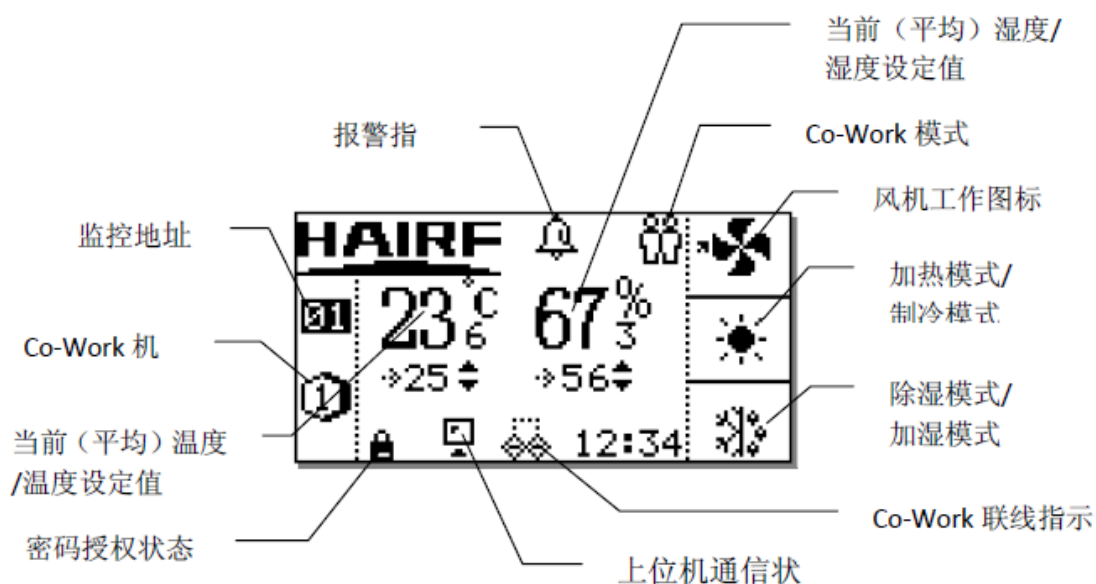 当前（平均）湿度/
湿度设定值
报警指
Co-Work 模式
风机工作图标
监控地址
HAIRF
加热模式/
制冷模式
01
23.6 °C
67.3 %
Co-Work 机
25
56
1
除湿模式/
加湿模式
当前（平均）温度
/温度设定值
12:34
Co-Work 联线指示
密码授权状态
上位机通信状